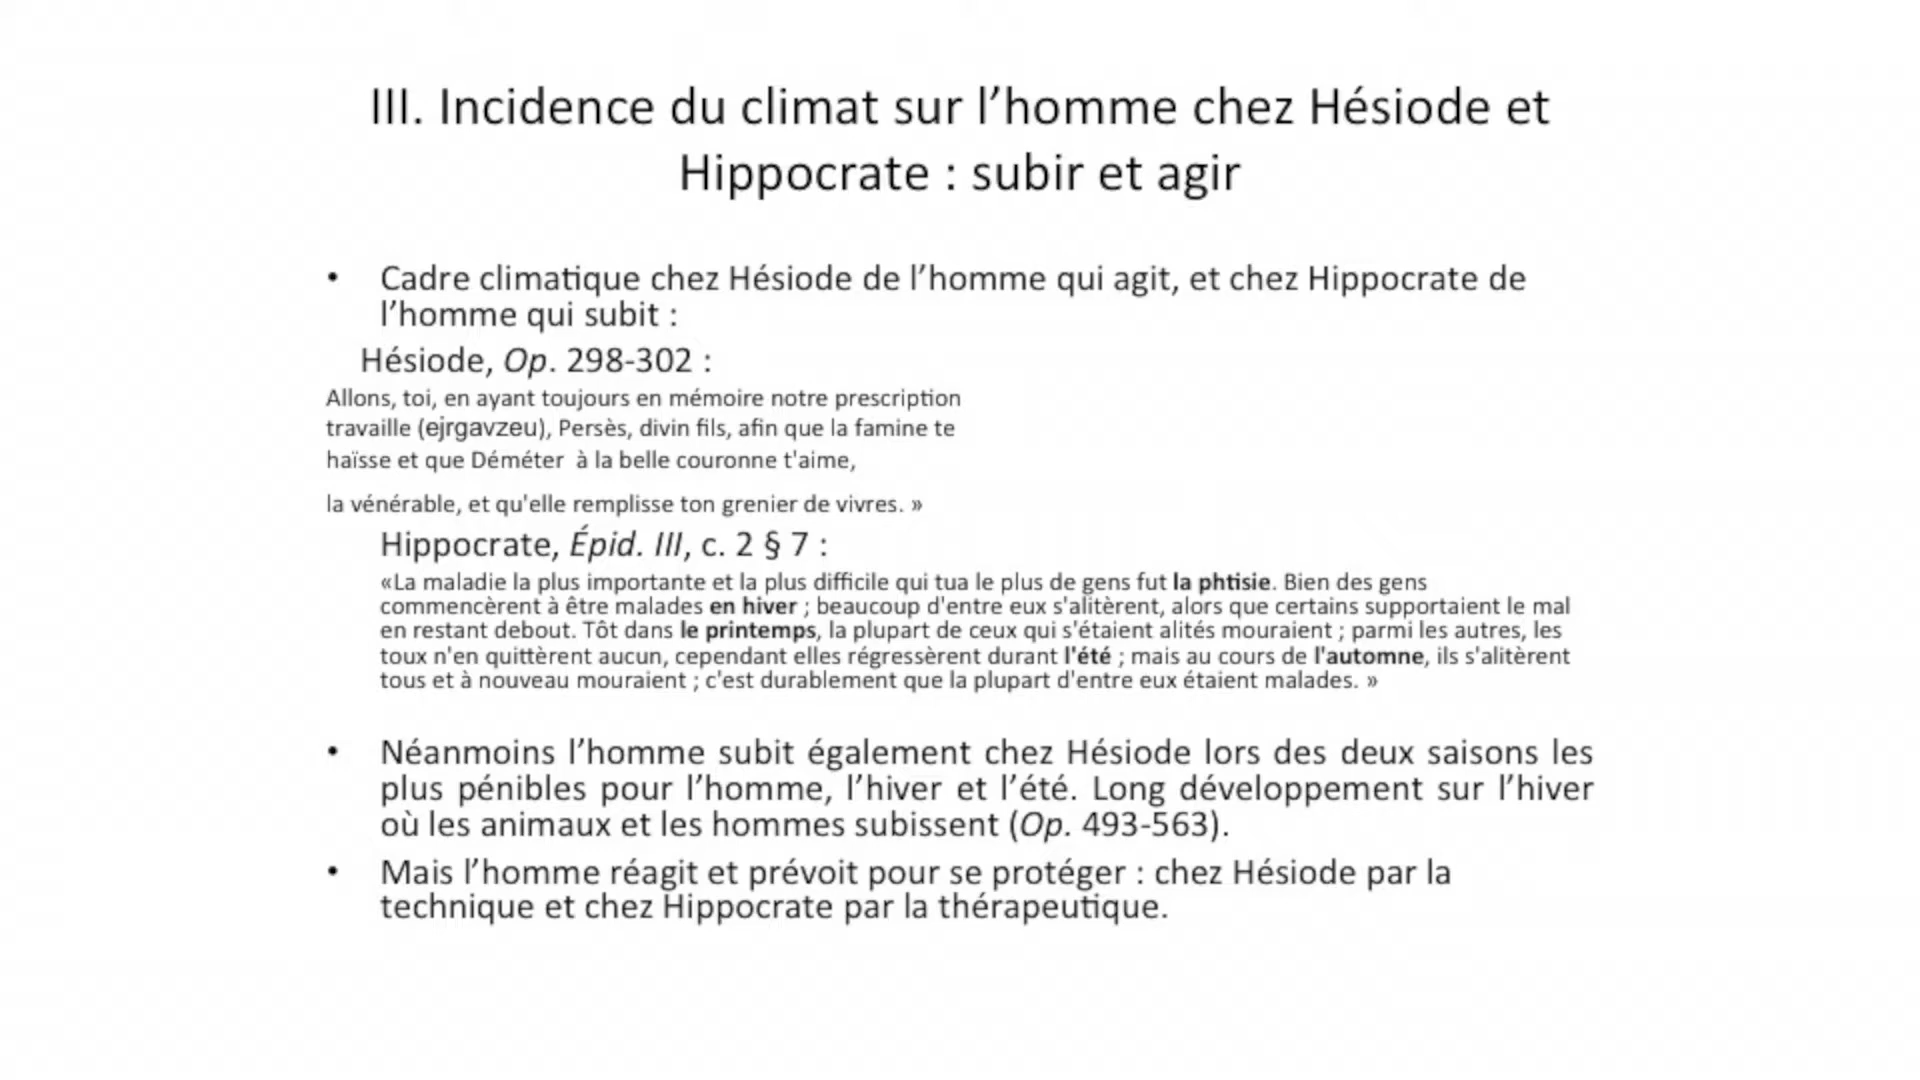 III. Incidence du climat sur l’homme chez Hésiode et
Hippocrate : subir et agir
• Cadre climatique chez Hésiode de l’homme qui agit, et chez Hippocrate de
l’homme qui subit :
Hésiode, Op. 298-302 :
Allons, toi, en ayant toujours en mémoire notre prescription
travaille (ejrgavzeu), Persès, divin fils, afin que la famine te
haïsse et que Déméter à la belle couronne t'aime,
la vénérable, et qu'elle remplisse ton grenier de vivres. »
Hippocrate, Épid. III, c. 2 § 7 :
«La maladie la plus importante et la plus difficile qui tua le plus de gens fut la phtisie. Bien des gens
commencèrent à être malades en hiver ; beaucoup d'entre eux s'alitèrent, alors que certains supportaient le mal
en restant debout. Tôt dans le printemps, la plupart de ceux qui s'étaient alités mouraient ; parmi les autres, les
toux n'en quittèrent aucun, cependant elles régressèrent durant l'été ; mais au cours de l'automne, ils s'alitèrent
tous et à nouveau mouraient ; c'est durablement que la plupart d'entre eux étaient malades. »
• Néanmoins l’homme subit également chez Hésiode lors des deux saisons les
plus pénibles pour l’homme, l’hiver et l’été. Long développement sur l’hiver
où les animaux et les hommes subissent (Op. 493-563).
• Mais l’homme réagit et prévoit pour se protéger : chez Hésiode par la
technique et chez Hippocrate par la thérapeutique.